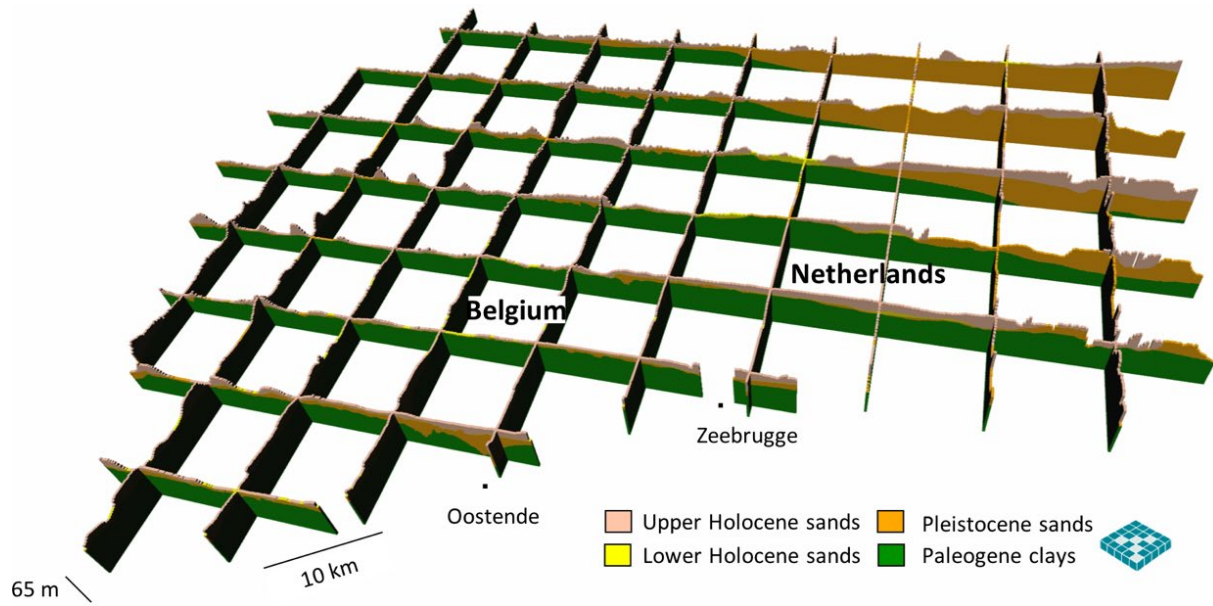 Netherlands
Belgium
Zeebrugge
Oostende
Upper Holocene sands
Pleistocene sands
Lower Holocene sands
Paleogene clays
10 km
65 m